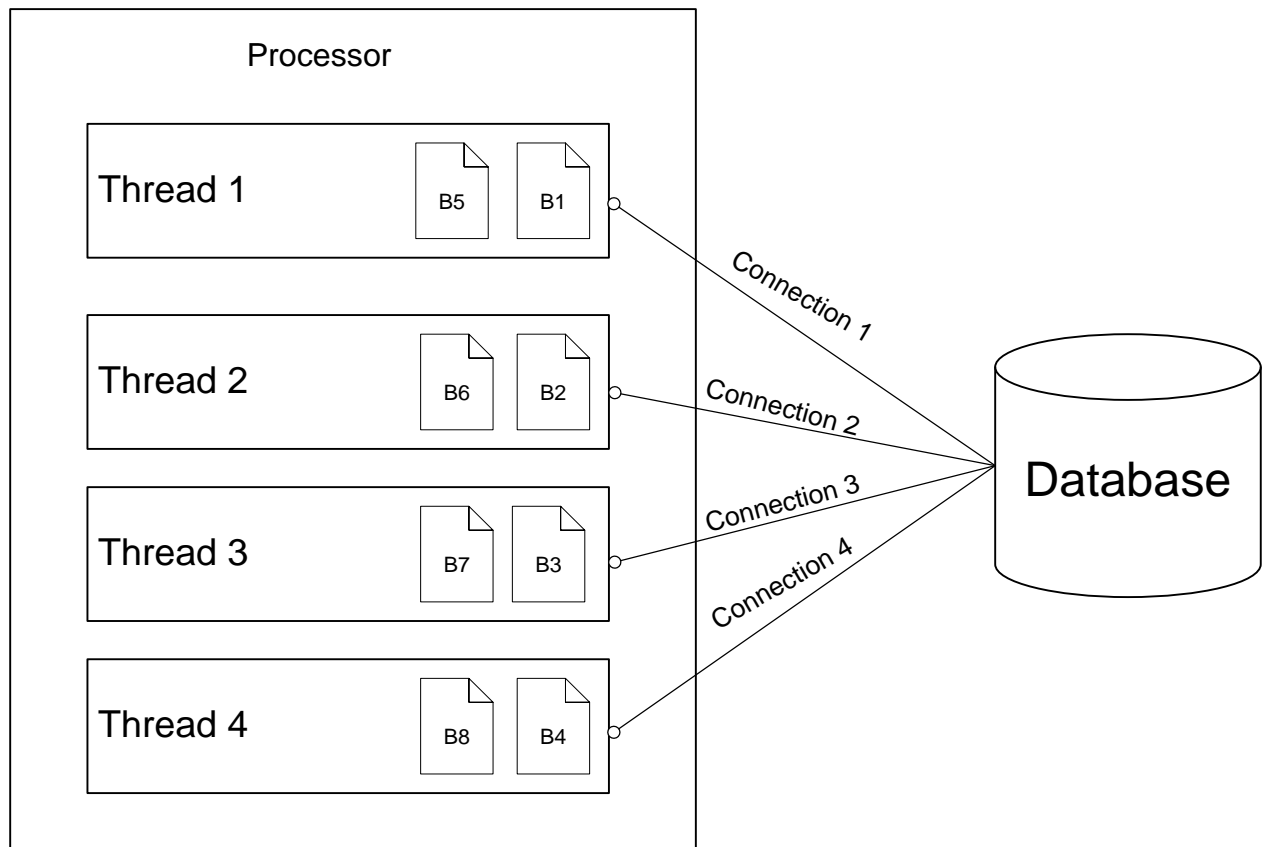 Processor
Thread 1
B5
B1
Connection 1
Thread 2
B6
B2
Connection 2
Database
Thread 3
B7
B3
Connection 3
Thread 4
B8
B4
Connection 4